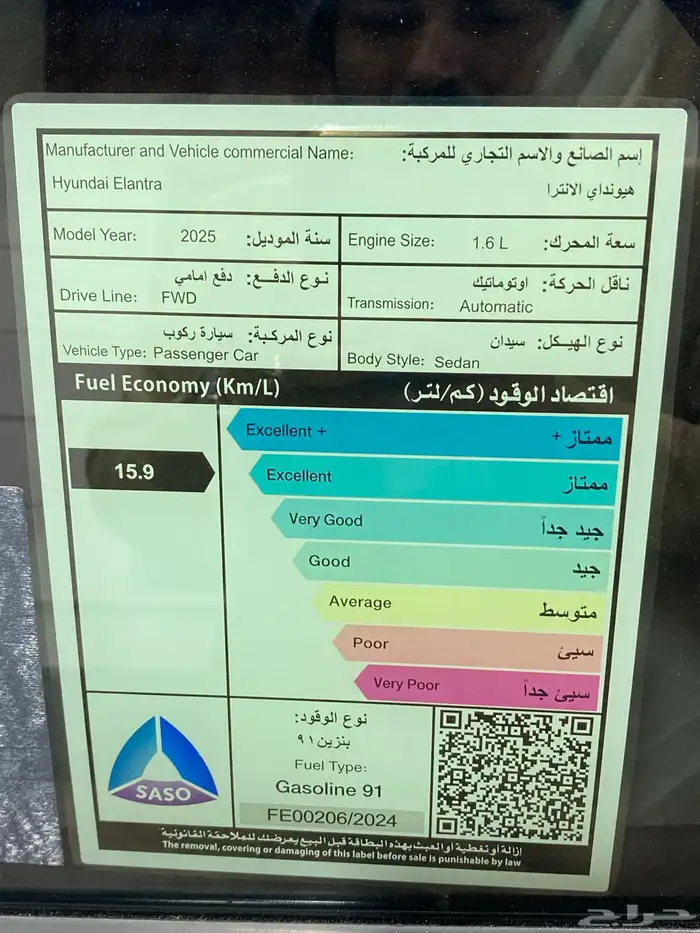 Manufacturer and Vehicle commercial Name: إسم الصانع والاسم التجاري للمركبة:
Hyundai Elantra هيونداي الانترا
Model Year: 2025 سنة الموديل: Engine Size: 1.6 L سعة المحرك:
نوع الدفـــع: دفع امامي
Drive Line: FWD
ناقل الحركة: اوتوماتيك
Transmission: Automatic
نوع المركـبة: سيارة ركوب
Vehicle Type: Passenger Car
نوع الهيـكل: سيدان
Body Style: Sedan
Fuel Economy (Km/L) اقتصاد الوقود (كم/لتر)
Excellent + ممتاز +
15.9
Excellent ممتاز
Very Good جيد جداً
Good جيد
Average متوسط
Poor سيئ
Very Poor سيئ جداً
SASO
نوع الوقود:
بنزين ٩١
Fuel Type:
Gasoline 91
FE00206/2024
إزالة أو تغطية أو العبث بهذه البطاقة قبل البيع يعرضك للملاحقة القانونية
The removal, covering or damaging of this label before sale is punishable by law
حراج